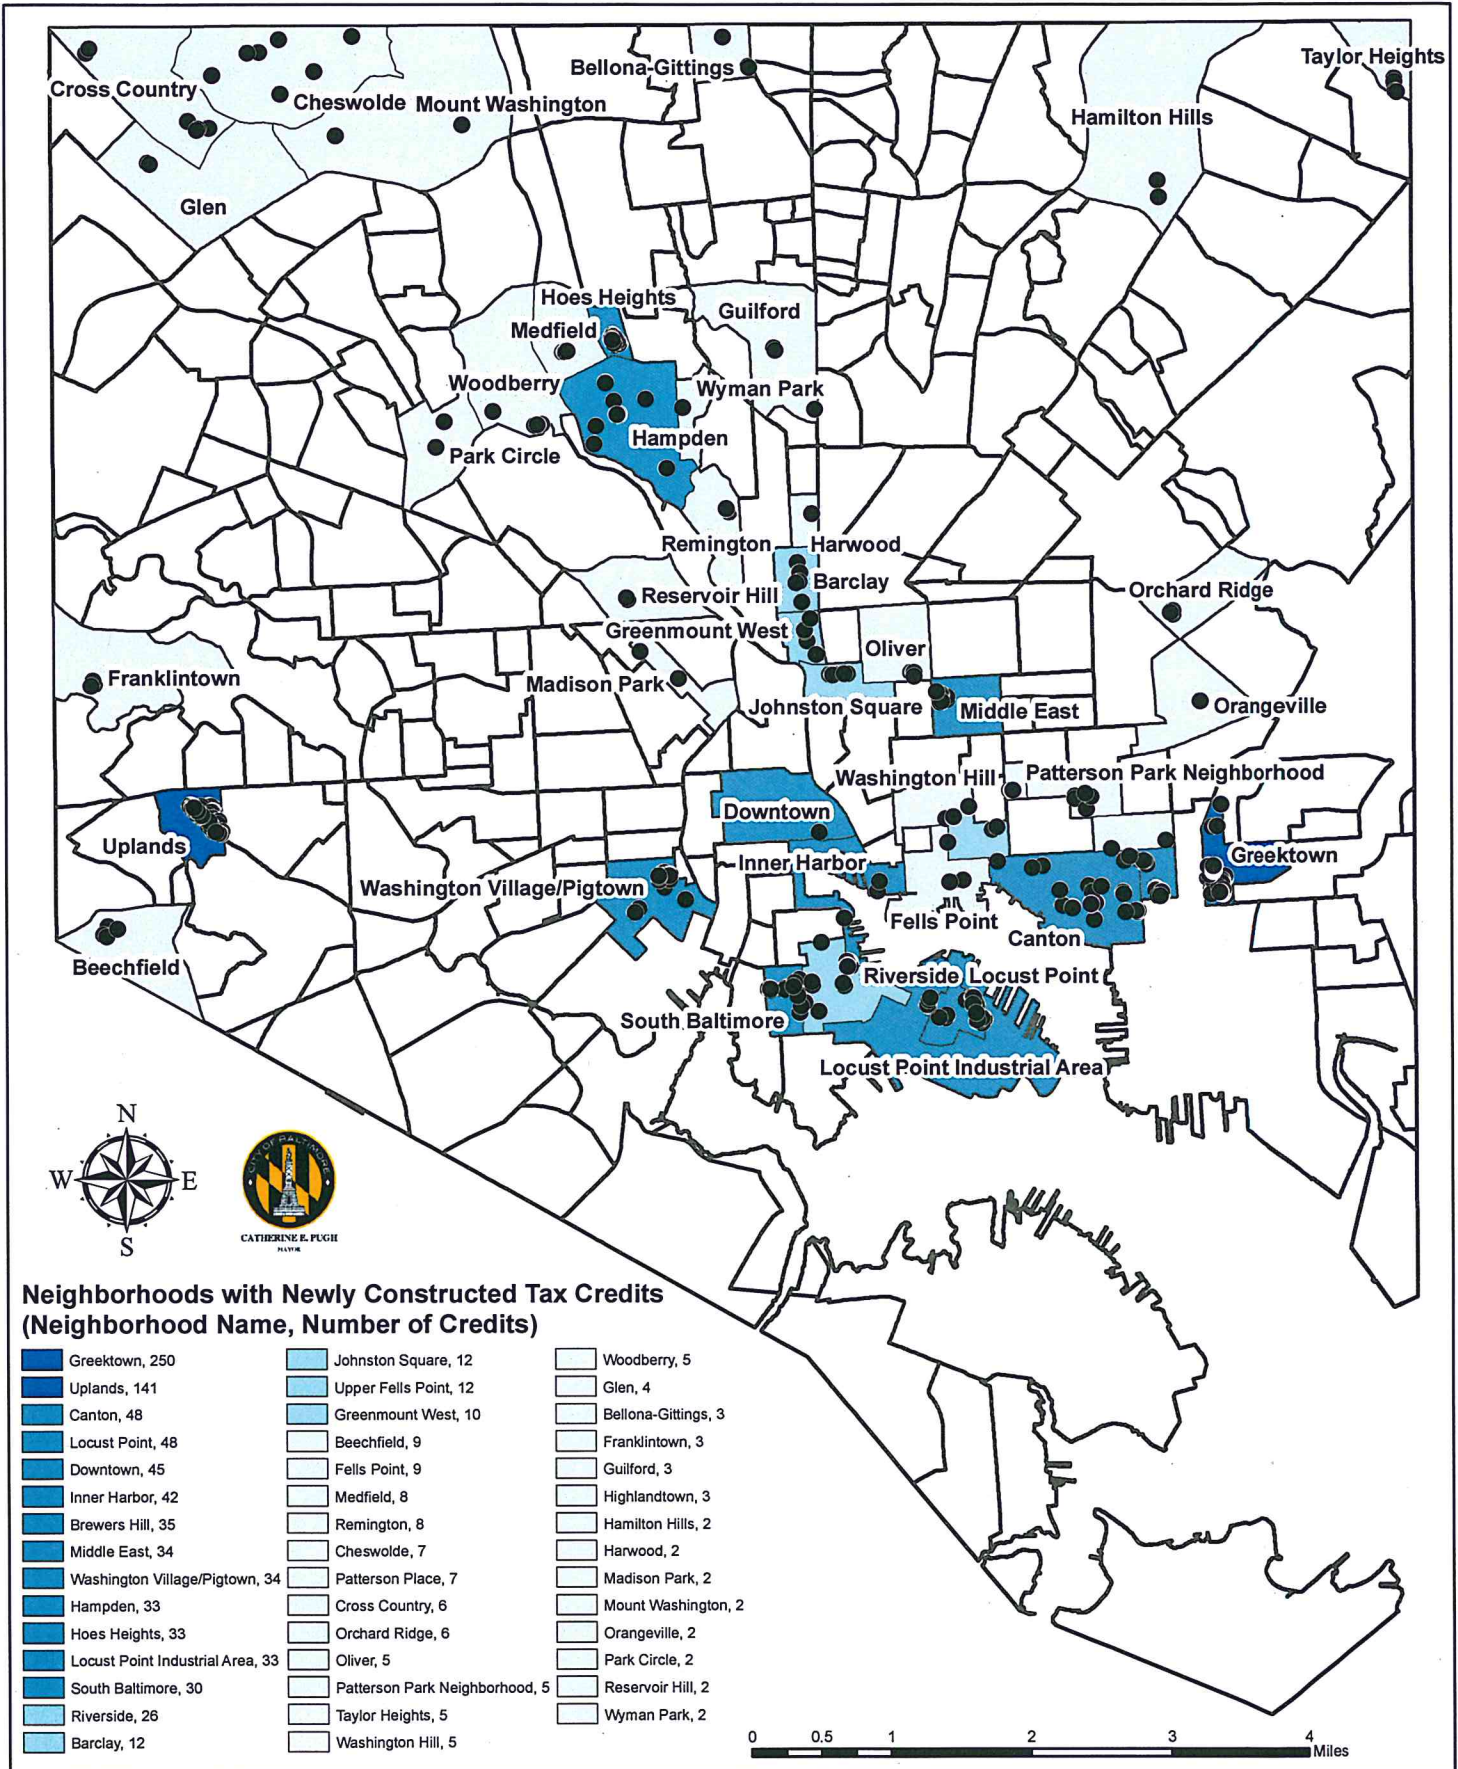 Taylor Heights
Bellona-Gittings
Cross Country
Cheswolde
Mount Washington
Hamilton Hills
Glen
Hoes Heights
Guilford
Medfield
Woodberry
Wyman Park
Hampden
Park Circle
Remington
Harwood
Barclay
Reservoir Hill
Orchard Ridge
Greenmount West
Oliver
Franklintown
Madison Park
Johnston Square
Middle East
Orangeville
Washington Hill
Patterson Park Neighborhood
Downtown
Uplands
Inner Harbor
Greektown
Washington Village/Pigtown
Fells Point
Canton
Beechfield
Riverside
Locust Point
South Baltimore
Locust Point Industrial Area
N
W
E
S
CITY OF BALTIMORE
CATHERINE E. PUGH
MAYOR
Neighborhoods with Newly Constructed Tax Credits
(Neighborhood Name, Number of Credits)
Greektown, 250
Uplands, 141
Canton, 48
Locust Point, 48
Downtown, 45
Inner Harbor, 42
Brewers Hill, 35
Middle East, 34
Washington Village/Pigtown, 34
Hampden, 33
Hoes Heights, 33
Locust Point Industrial Area, 33
South Baltimore, 30
Riverside, 26
Barclay, 12
Johnston Square, 12
Upper Fells Point, 12
Greenmount West, 10
Beechfield, 9
Fells Point, 9
Medfield, 8
Remington, 8
Cheswolde, 7
Patterson Place, 7
Cross Country, 6
Orchard Ridge, 6
Oliver, 5
Patterson Park Neighborhood, 5
Taylor Heights, 5
Washington Hill, 5
Woodberry, 5
Glen, 4
Bellona-Gittings, 3
Franklintown, 3
Guilford, 3
Highlandtown, 3
Hamilton Hills, 2
Harwood, 2
Madison Park, 2
Mount Washington, 2
Orangeville, 2
Park Circle, 2
Reservoir Hill, 2
Wyman Park, 2
0 0.5 1 2 3 4
Miles